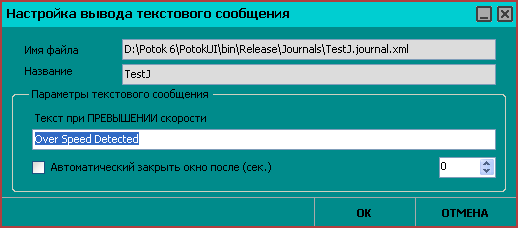 Настройка вывода текстового сообщения
Имя файла D:\Potok 6\PotokUI\bin\Release\Journals\TestJ.journal.xml
Название TestJ
Параметры текстового сообщения
Текст при ПРЕВЫШЕНИИ скорости
Over Speed Detected
Автоматический закрыть окно после (сек.) 0
OK ОТМЕНА